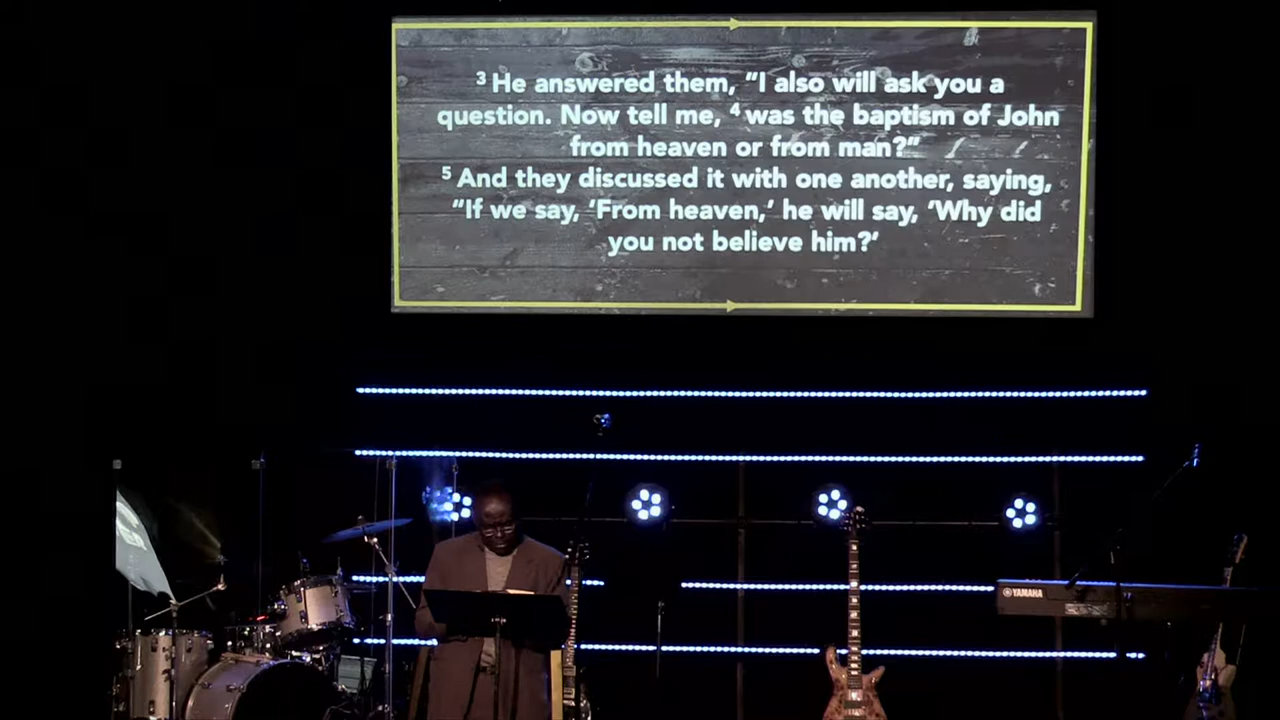 3 He answered them, “I also will ask you a
question. Now tell me, 4 was the baptism of John
from heaven or from man?”
5 And they discussed it with one another, saying,
“If we say, ‘From heaven,’ he will say, ‘Why did
you not believe him?’
YAMAHA